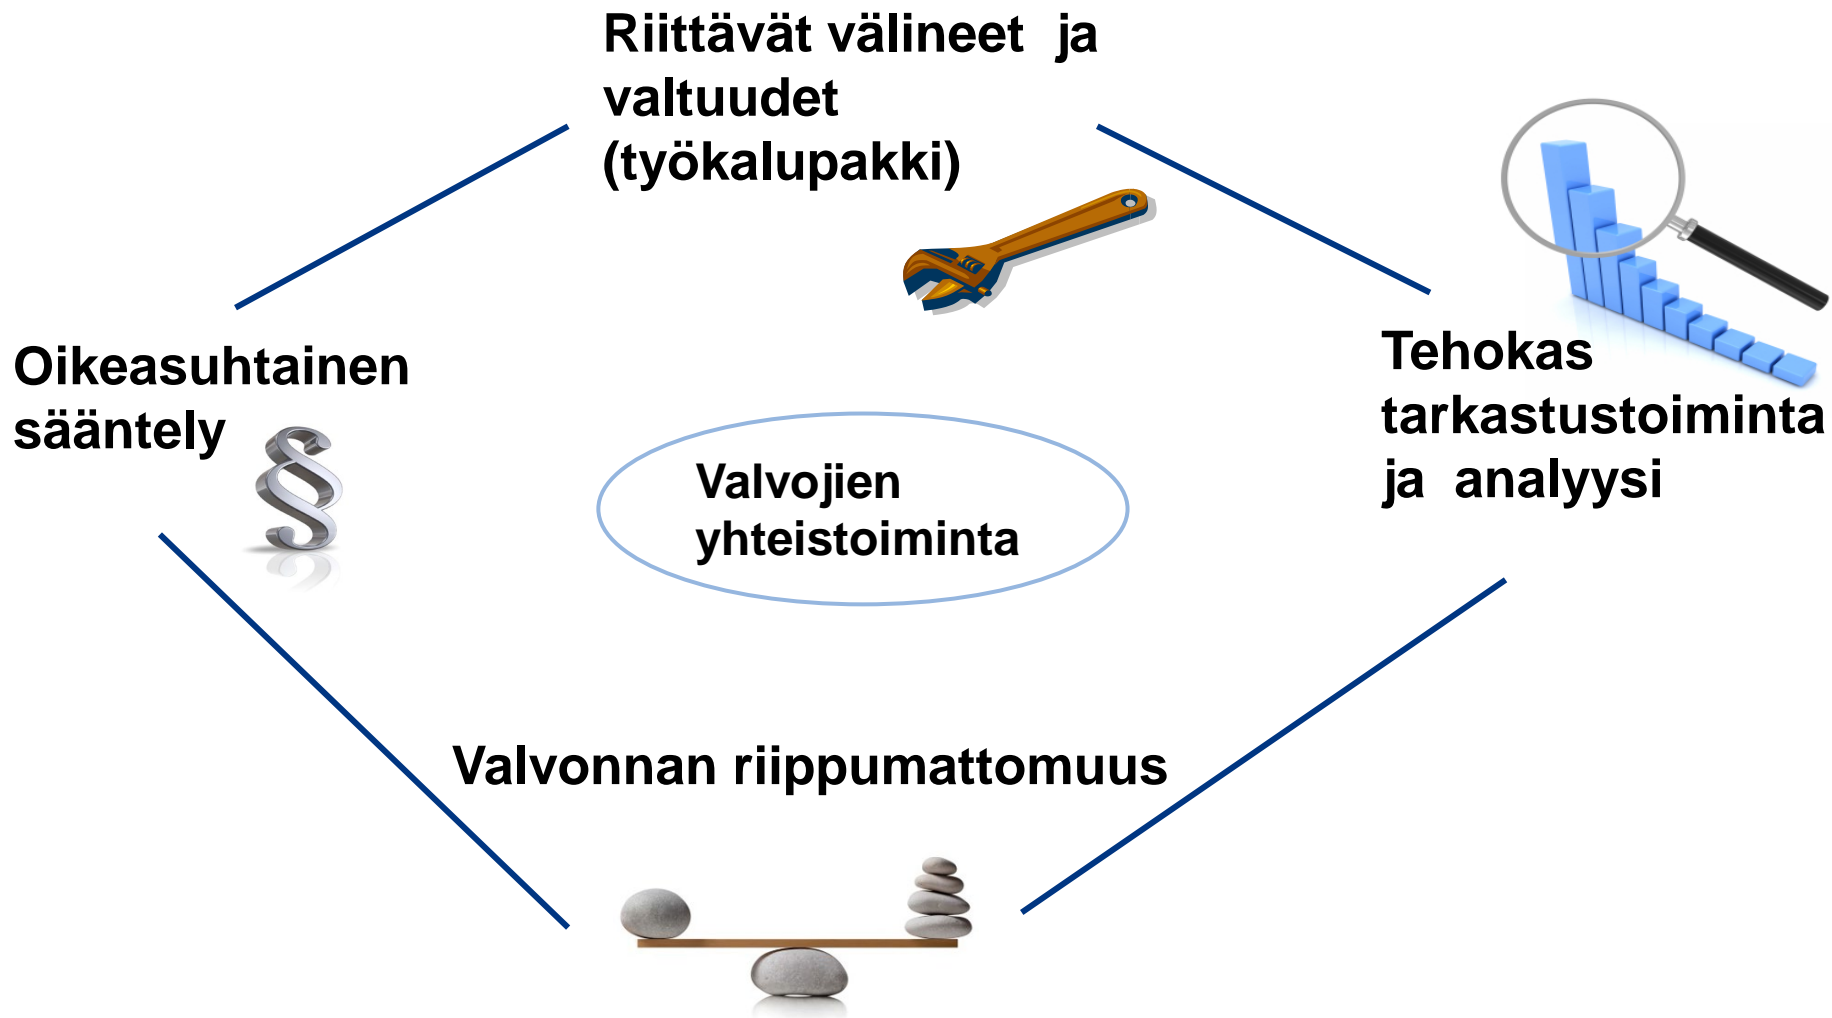 Riittävät välineet ja
valtuudet
(työkalupakki)
Oikeasuhtainen
sääntely
Tehokas
tarkastustoiminta
ja analyysi
Valvojien
yhteistoiminta
Valvonnan riippumattomuus